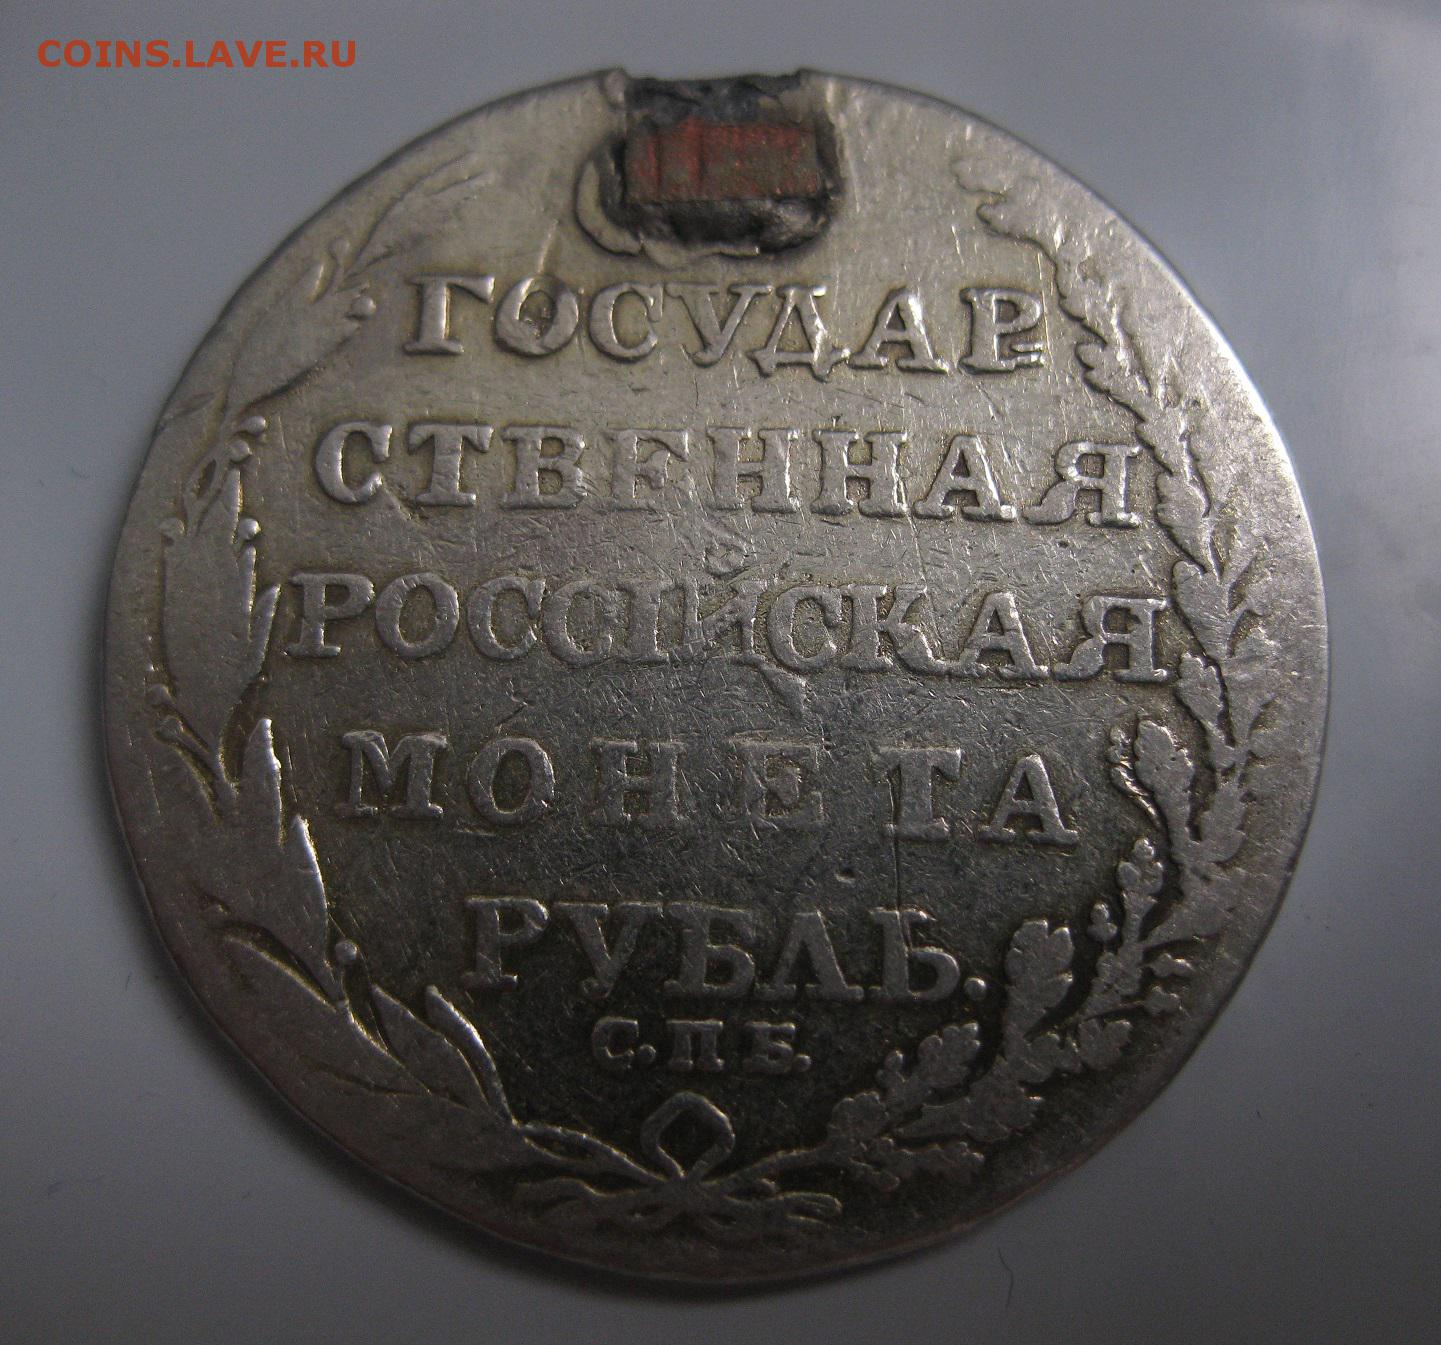 COINS.LAVE.RU
ГОСУДАР
СТВЕННАЯ
РОССІЙСКАЯ
МОНЕТА
РУБЛЬ.
С.П.Б.